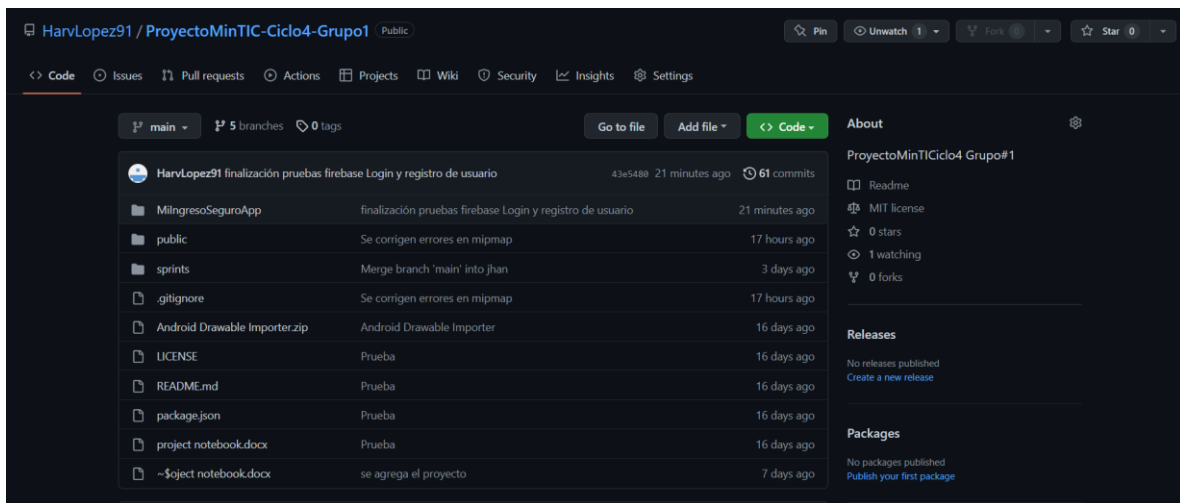 HarvLopez91 / ProyectoMinTIC-Ciclo4-Grupo1 Public Pin Unwatch 1 Fork 0 Star 0
<> Code Issues Pull requests Actions Projects Wiki Security Insights Settings
main 5 branches 0 tags Go to file Add file <> Code
HarvLopez91 finalización pruebas firebase Login y registro de usuario 43e5480 21 minutes ago 61 commits
MiIngresoSeguroApp finalización pruebas firebase Login y registro de usuario 21 minutes ago
public Se corrigen errores en mipmap 17 hours ago
sprints Merge branch 'main' into jhan 3 days ago
.gitignore Se corrigen errores en mipmap 17 hours ago
Android Drawable Importer.zip Android Drawable Importer 16 days ago
LICENSE Prueba 16 days ago
README.md Prueba 16 days ago
package.json Prueba 16 days ago
project notebook.docx Prueba 16 days ago
~$oject notebook.docx se agrega el proyecto 7 days ago
About
ProyectoMinTICiclo4 Grupo#1
Readme
MIT license
0 stars
1 watching
0 forks
Releases
No releases published
Create a new release
Packages
No packages published
Publish your first package